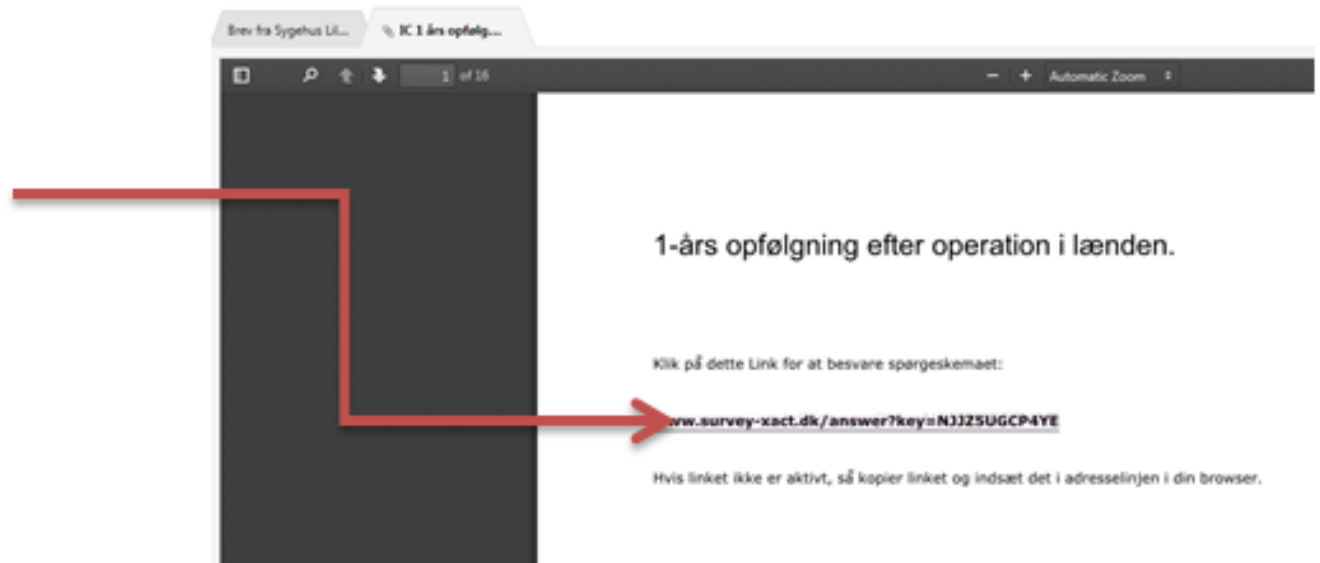 Brev fra Sygehus Lil...
IC 1 års opfølg...
1 of 16
Automatic Zoom
1-års opfølgning efter operation i lænden.
Klik på dette Link for at besvare spørgeskemaet:
www.survey-xact.dk/answer?key=NJJZ5UGCP4YE
Hvis linket ikke er aktivt, så kopier linket og indsæt det i adresselinjen i din browser.